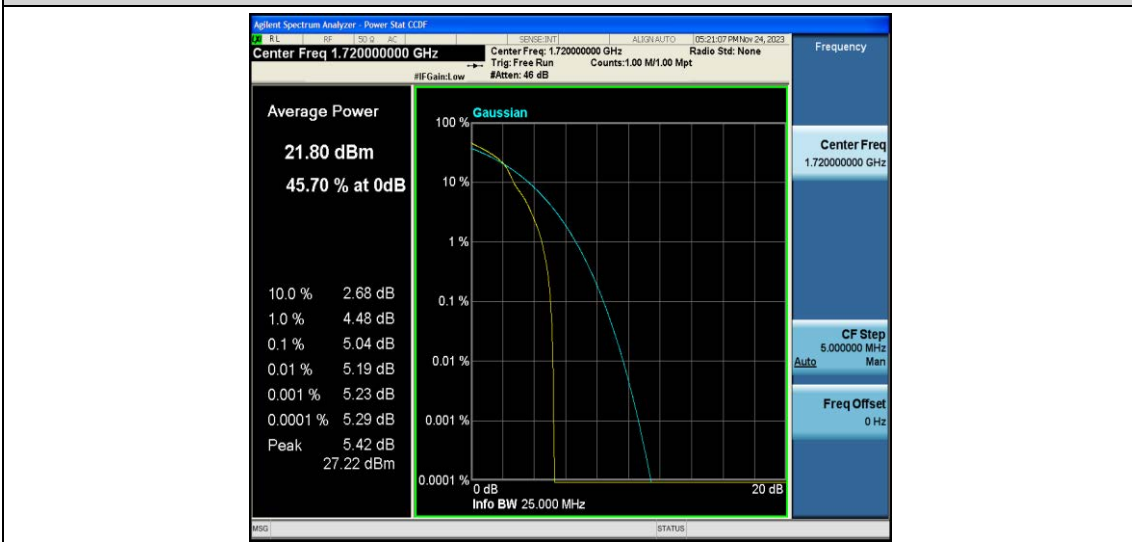 Agilent Spectrum Analyzer - Power Stat CCDF
RL RF 50 Ω AC SENSE:INT ALIGN AUTO 05:21:07 PM Nov 24, 2023
Center Freq 1.720000000 GHz
Center Freq: 1.720000000 GHz Radio Std: None
Trig: Free Run Counts:1.00 M/1.00 Mpt
#IFGain:Low #Atten: 46 dB
Frequency
Average Power
21.80 dBm
45.70 % at 0dB
10.0 % 2.68 dB
1.0 % 4.48 dB
0.1 % 5.04 dB
0.01 % 5.19 dB
0.001 % 5.23 dB
0.0001 % 5.29 dB
Peak 5.42 dB
27.22 dBm
Gaussian
100 %
10 %
1 %
0.1 %
0.01 %
0.001 %
0.0001 %
0 dB 20 dB
Info BW 25.000 MHz
Center Freq
1.720000000 GHz
CF Step
5.000000 MHz
Auto Man
Freq Offset
0 Hz
MSG STATUS